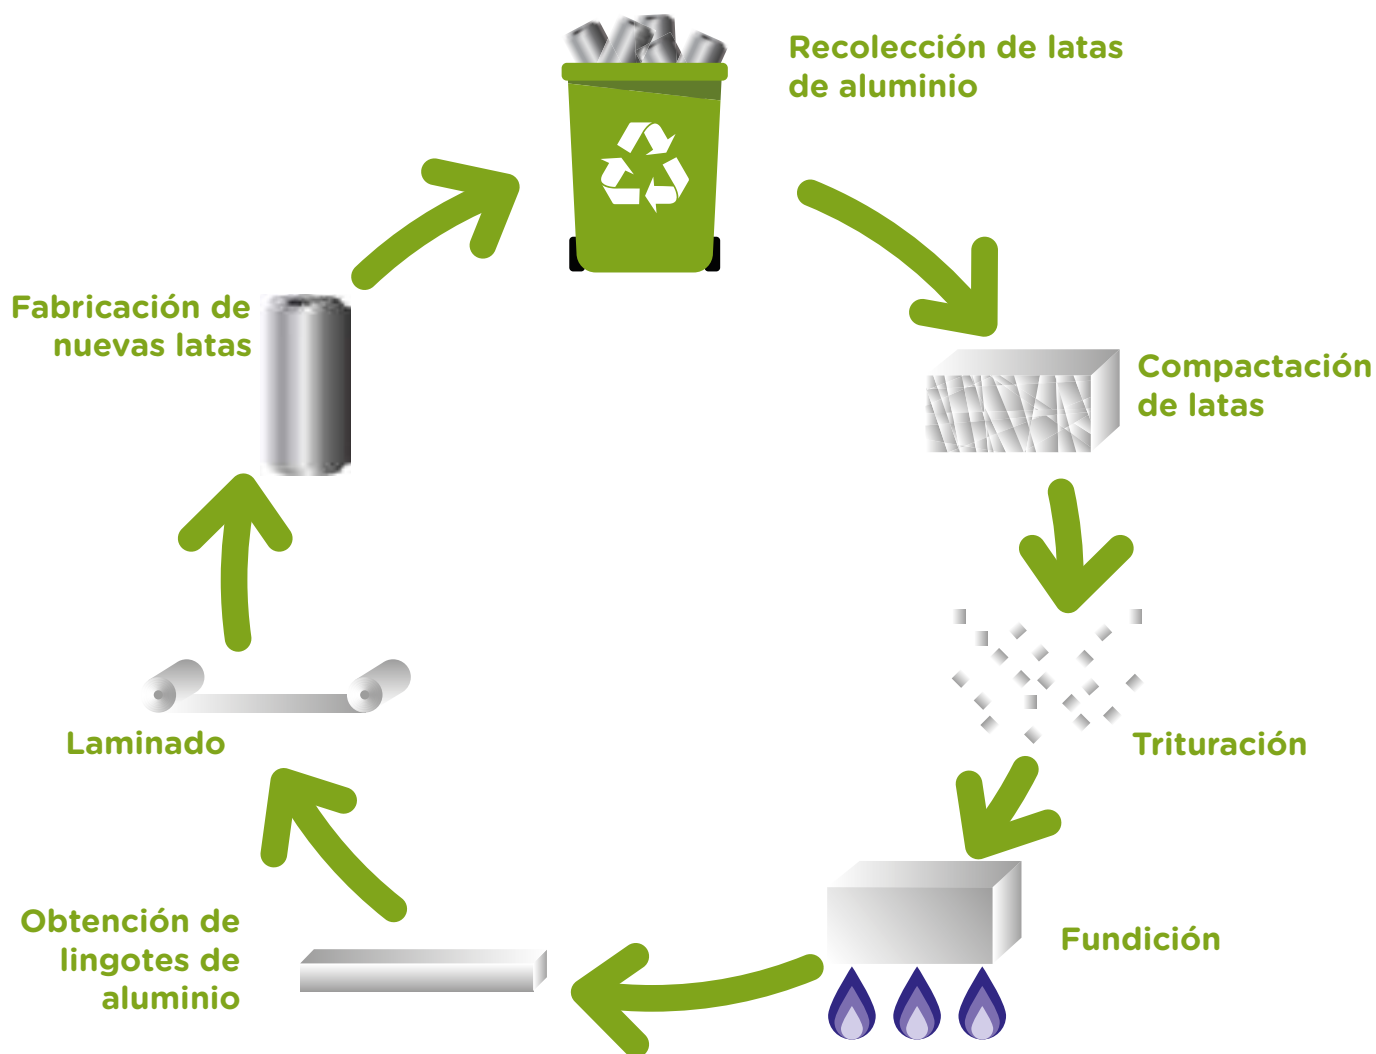 Recolección de latas
de aluminio
Compactación
de latas
Trituración
Fundición
Obtención de
lingotes de
aluminio
Laminado
Fabricación de
nuevas latas